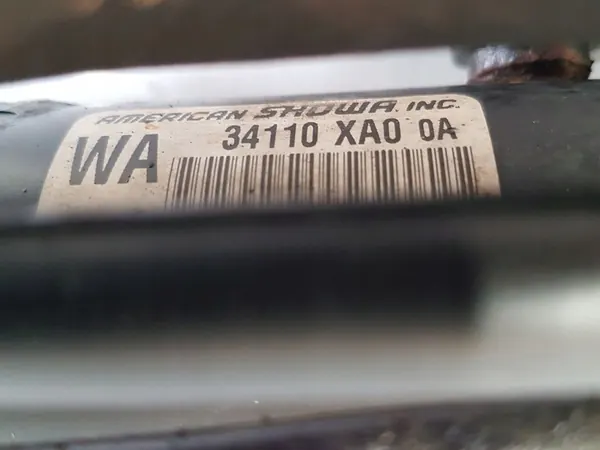 AMERICAN SHOWA, INC.
WA 34110 XA0 0A